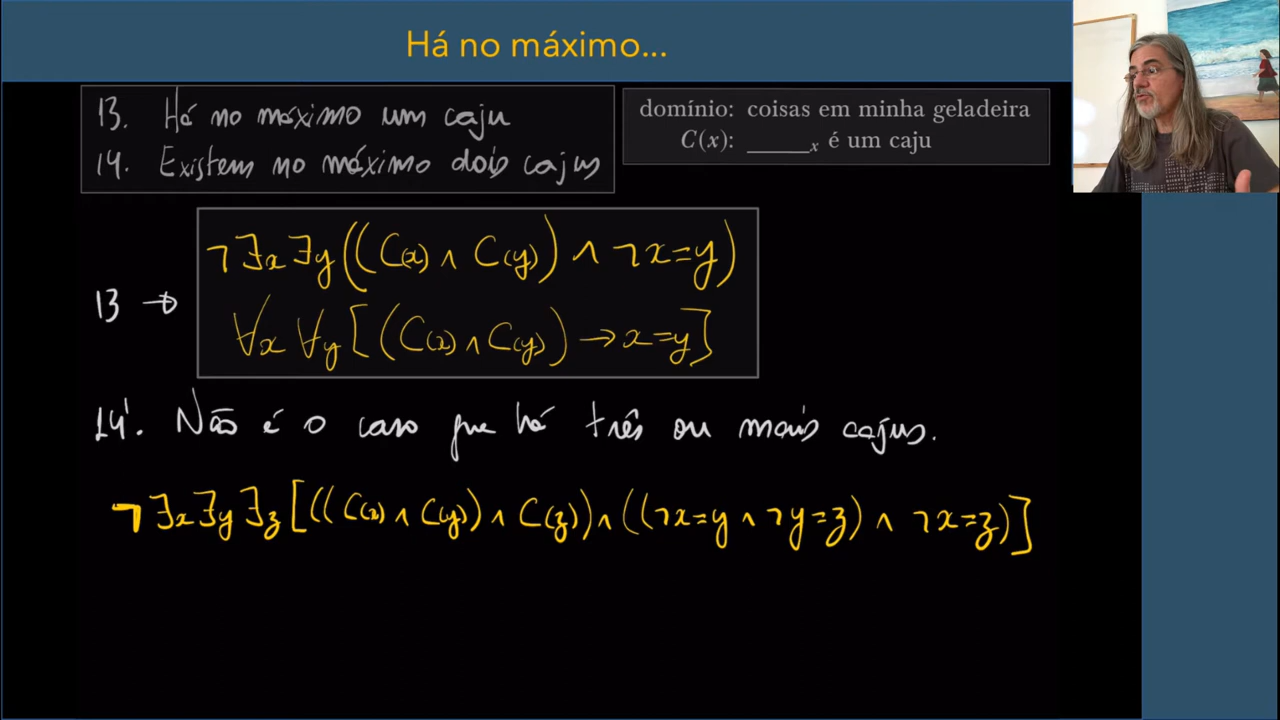 Há no máximo...
13. Há no máximo um caju
14. Existem no máximo dois cajus
domínio: coisas em minha geladeira
C(x): _____x é um caju
¬∃x∃y((C(x) ∧ C(y)) ∧ ¬x=y)
13 →
∀x ∀y[(C(x) ∧ C(y)) → x=y]
14'. Não é o caso que há três ou mais cajus.
¬∃x∃y∃z[((C(x) ∧ C(y)) ∧ C(z)) ∧ ((¬x=y ∧ ¬y=z) ∧ ¬x=z)]